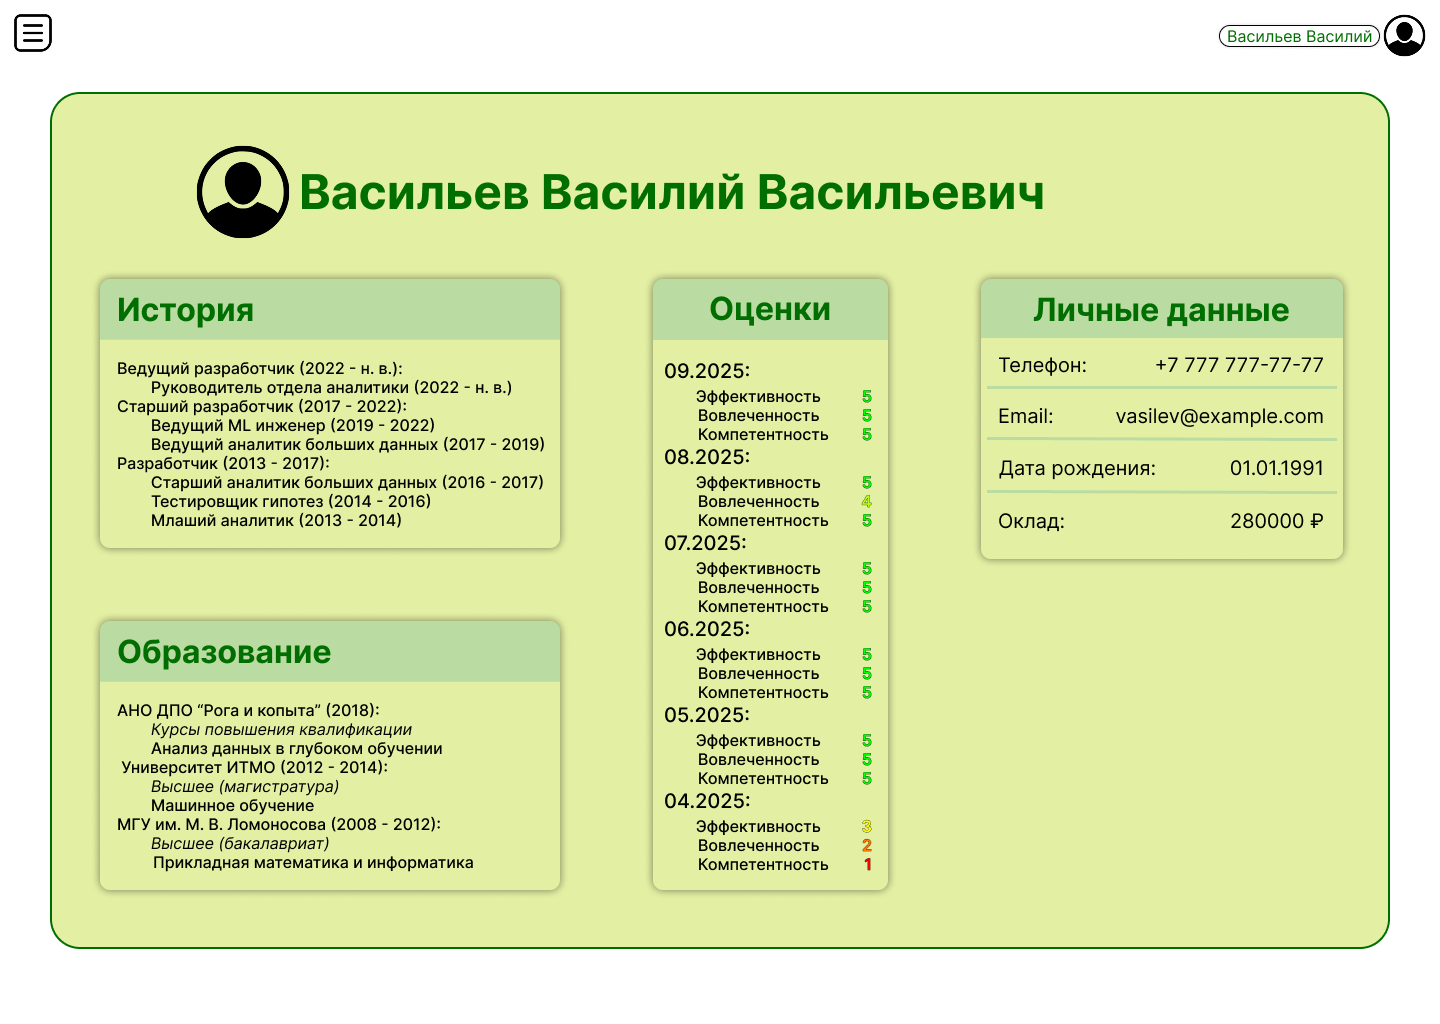 Васильев Василий
Васильев Василий Васильевич
История
Ведущий разработчик (2022 - н. в.):
Руководитель отдела аналитики (2022 - н. в.)
Старший разработчик (2017 - 2022):
Ведущий ML инженер (2019 - 2022)
Ведущий аналитик больших данных (2017 - 2019)
Разработчик (2013 - 2017):
Старший аналитик больших данных (2016 - 2017)
Тестировщик гипотез (2014 - 2016)
Млаший аналитик (2013 - 2014)
Образование
АНО ДПО “Рога и копыта” (2018):
Курсы повышения квалификации
Анализ данных в глубоком обучении
Университет ИТМО (2012 - 2014):
Высшее (магистратура)
Машинное обучение
МГУ им. М. В. Ломоносова (2008 - 2012):
Высшее (бакалавриат)
Прикладная математика и информатика
Оценки
09.2025:
Эффективность 5
Вовлеченность 5
Компетентность 5
08.2025:
Эффективность 5
Вовлеченность 4
Компетентность 5
07.2025:
Эффективность 5
Вовлеченность 5
Компетентность 5
06.2025:
Эффективность 5
Вовлеченность 5
Компетентность 5
05.2025:
Эффективность 5
Вовлеченность 5
Компетентность 5
04.2025:
Эффективность 3
Вовлеченность 2
Компетентность 1
Личные данные
Телефон: +7 777 777-77-77
Email: vasilev@example.com
Дата рождения: 01.01.1991
Оклад: 280000 ₽